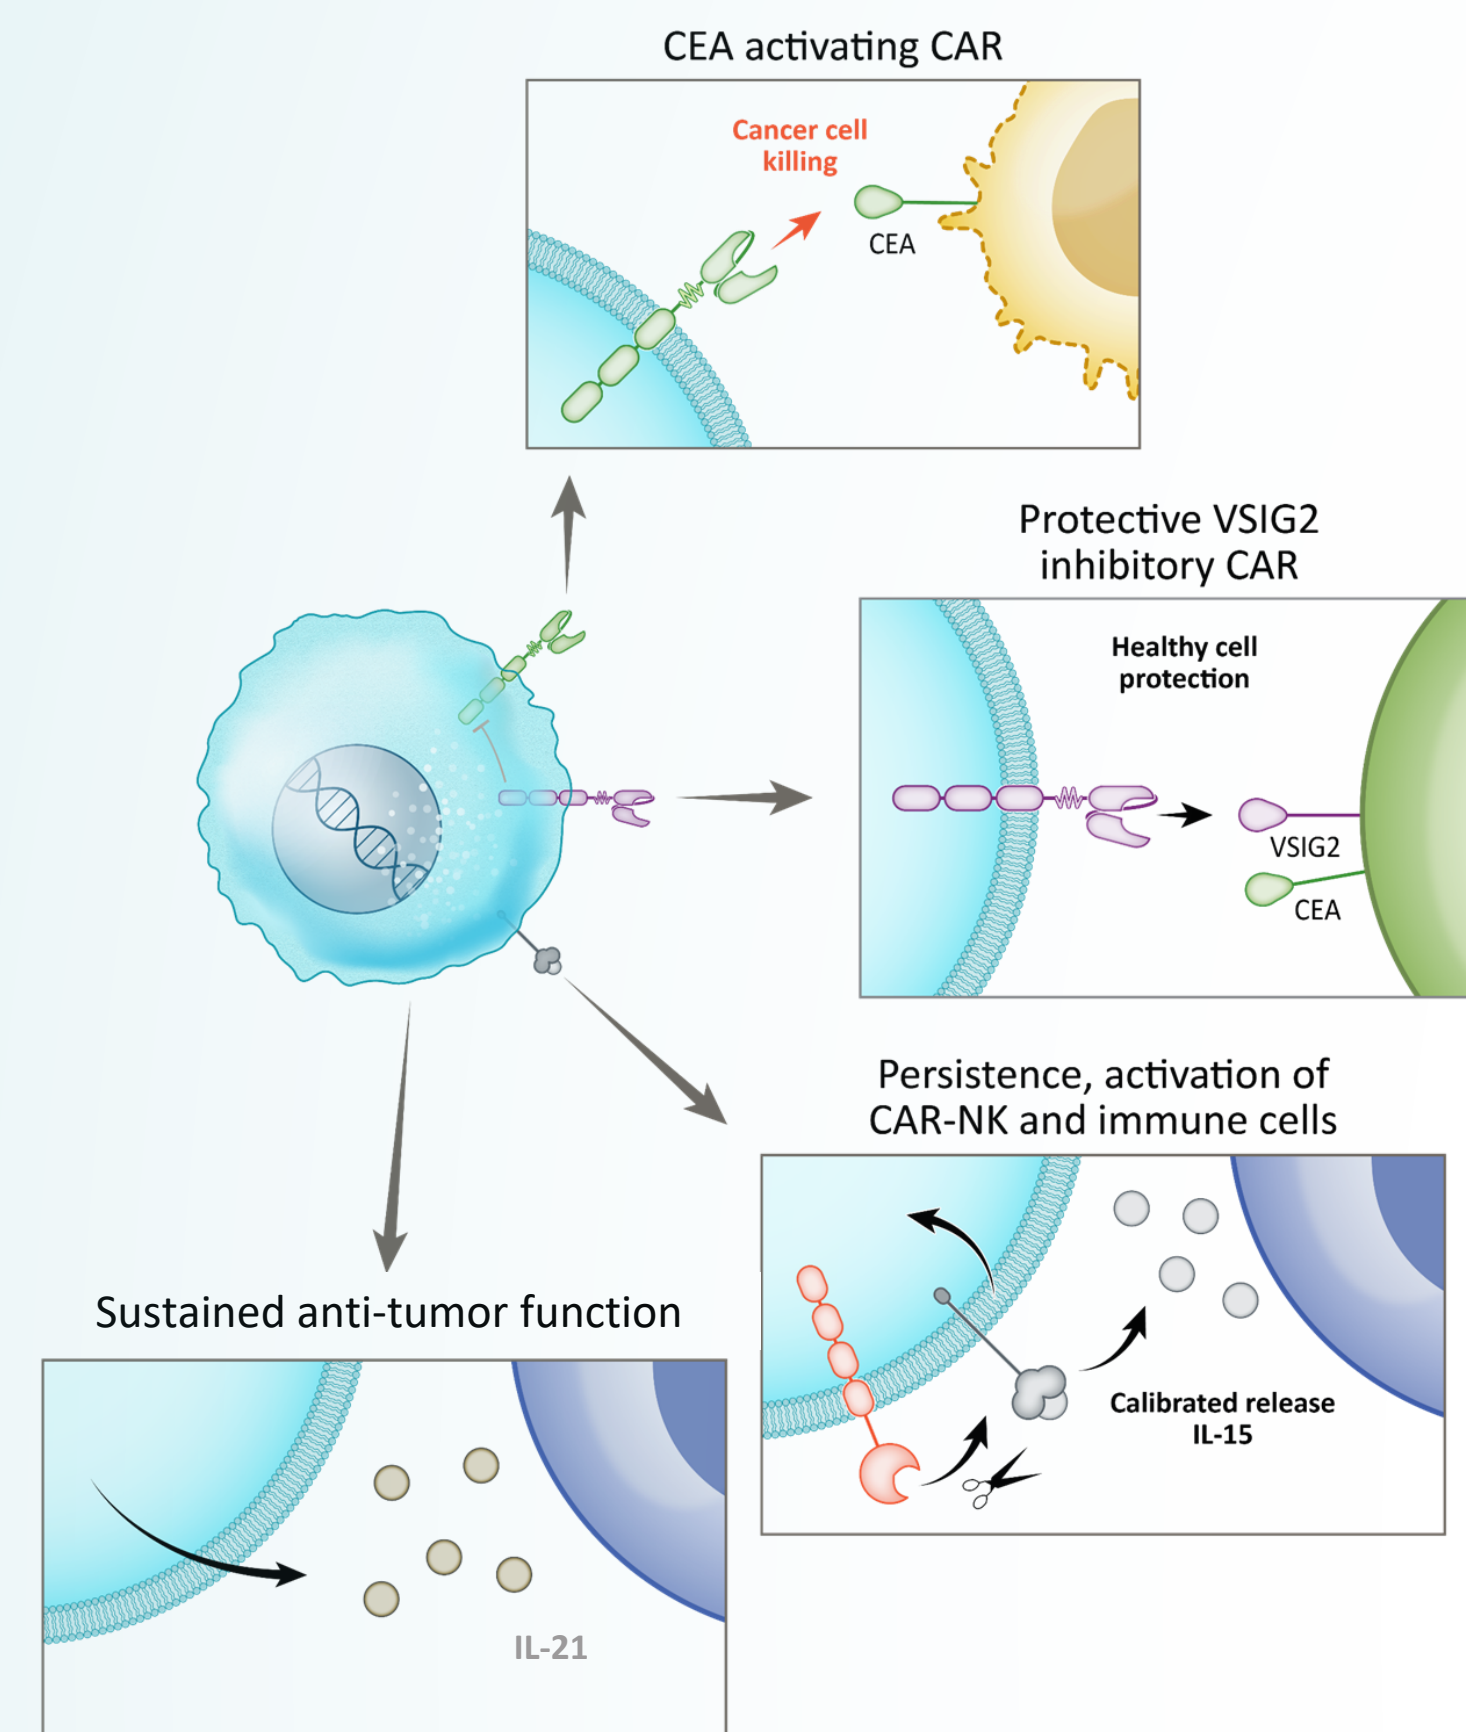 CEA activating CAR
Cancer cell
killing
CEA
Protective VSIG2
inhibitory CAR
Healthy cell
protection
VSIG2
CEA
Persistence, activation of
CAR-NK and immune cells
Calibrated release
IL-15
Sustained anti-tumor function
IL-21